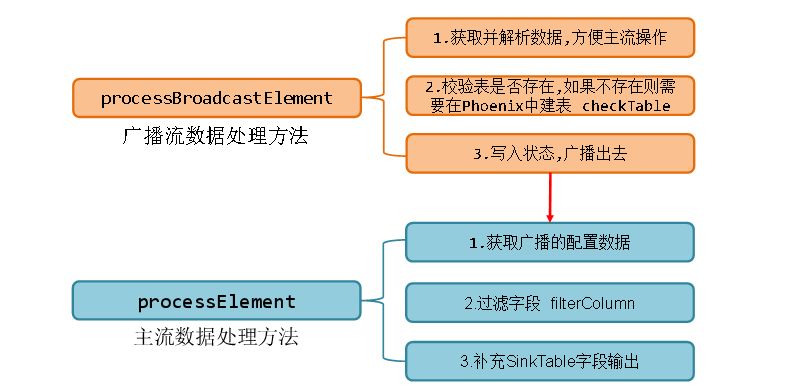 1.获取并解析数据,方便主流操作
processBroadcastElement
广播流数据处理方法
2.校验表是否存在,如果不存在则需
要在Phoenix中建表 checkTable
3.写入状态,广播出去
1.获取广播的配置数据
processElement
主流数据处理方法
2.过滤字段 filterColumn
3.补充SinkTable字段输出